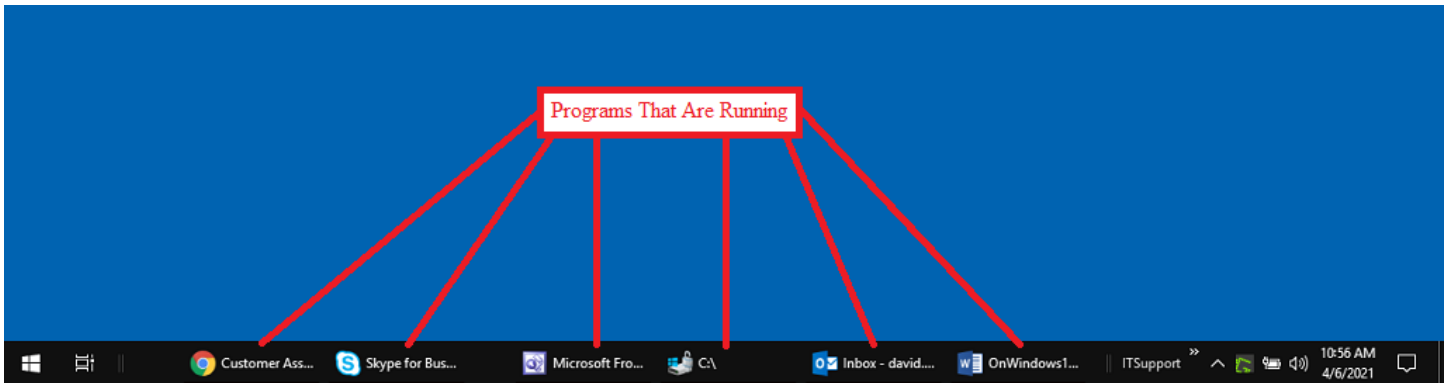 Programs That Are Running
Customer Ass... Skype for Bus... Microsoft Fro... C:\ Inbox - david.... OnWindows1... ITSupport » 10:56 AM
4/6/2021